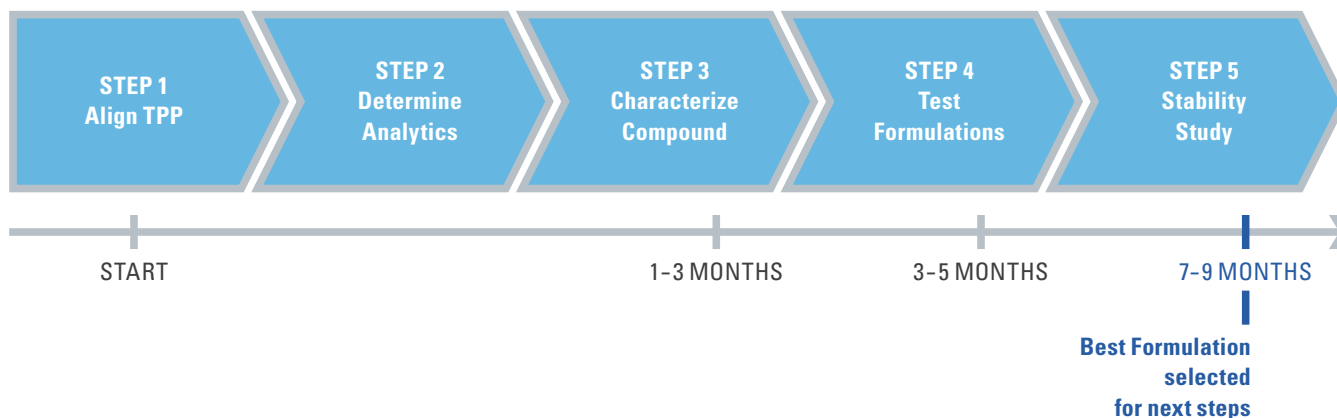 STEP 1
Align TPP
STEP 2
Determine
Analytics
STEP 3
Characterize
Compound
STEP 4
Test
Formulations
STEP 5
Stability
Study
START
1–3 MONTHS
3–5 MONTHS
7–9 MONTHS
Best Formulation
selected
for next steps